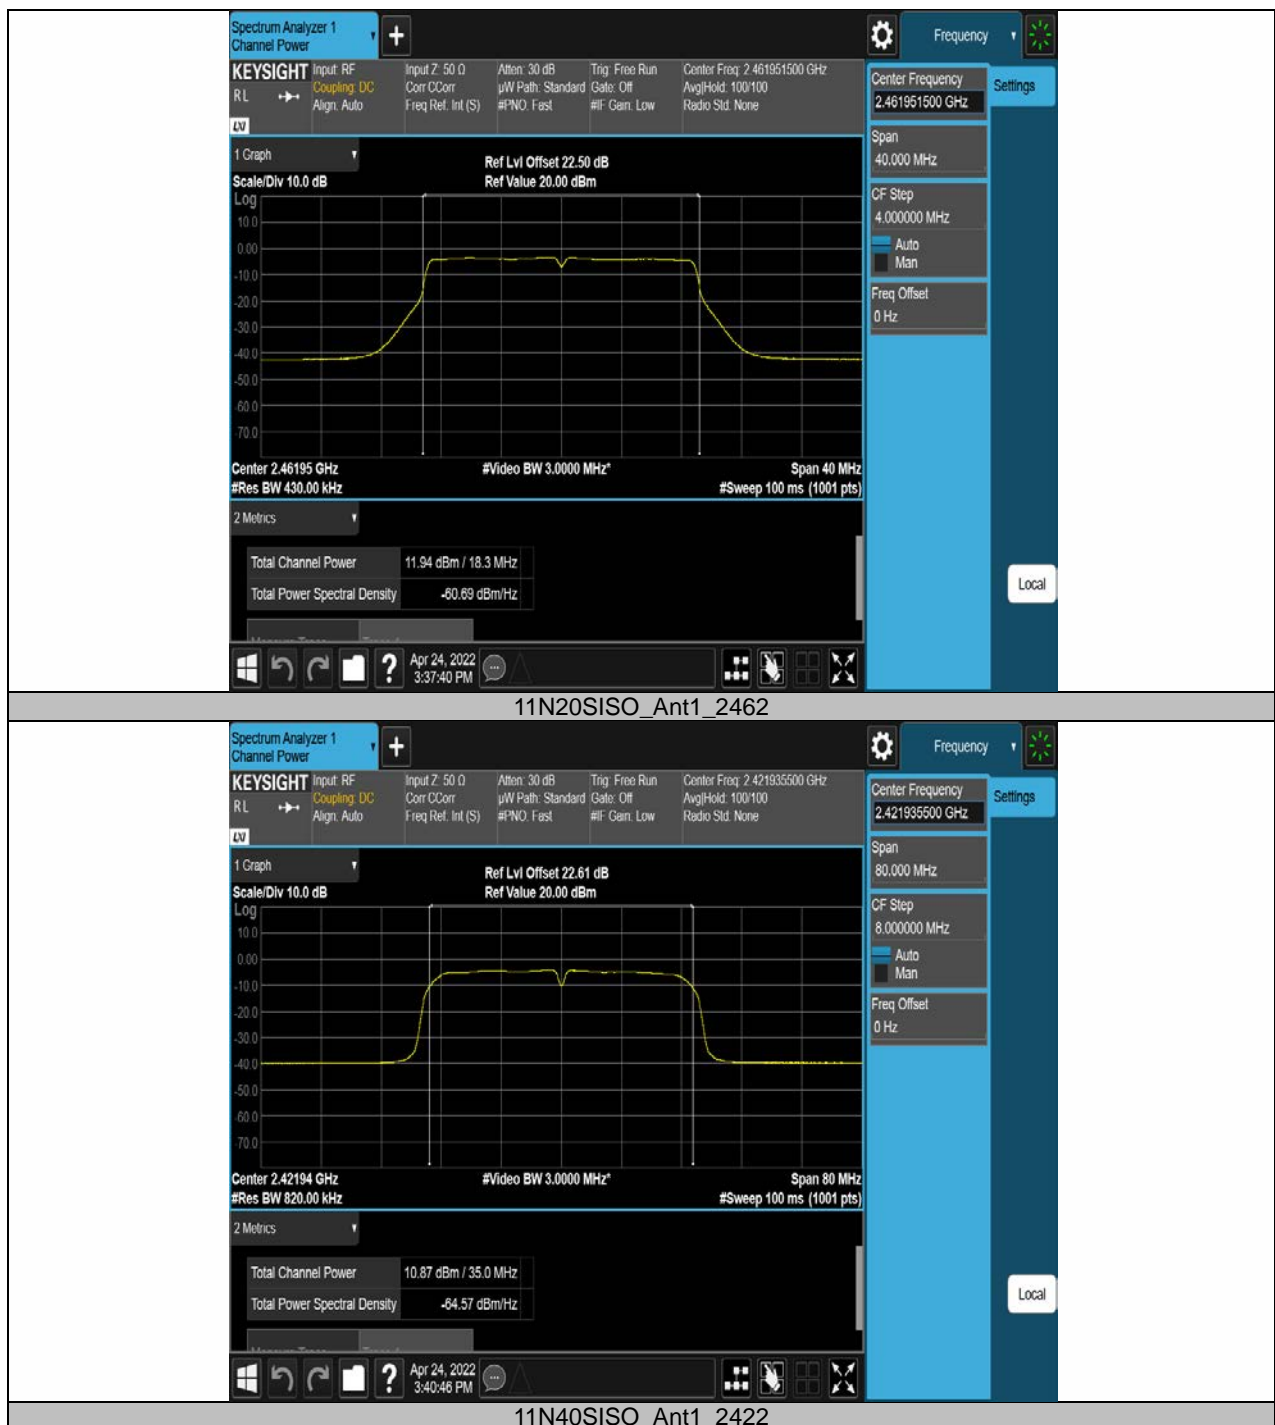 Spectrum Analyzer 1
Channel Power
+
Frequency
KEYSIGHT
RL
LXI
Input: RF
Coupling: DC
Align: Auto
Input Z: 50 Ω
Corr CCorr
Freq Ref: Int (S)
Atten: 30 dB
µW Path: Standard
#PNO: Fast
Trig: Free Run
Gate: Off
#IF Gain: Low
Center Freq: 2.461951500 GHz
Avg|Hold: 100/100
Radio Std: None
Center Frequency
2.461951500 GHz
Settings
Span
40.000 MHz
CF Step
4.000000 MHz
Auto
Man
Freq Offset
0 Hz
Local
1 Graph
Scale/Div 10.0 dB
Ref Lvl Offset 22.50 dB
Ref Value 20.00 dBm
Log
10.0
0.00
-10.0
-20.0
-30.0
-40.0
-50.0
-60.0
-70.0
Center 2.46195 GHz
#Video BW 3.0000 MHz*
Span 40 MHz
#Res BW 430.00 kHz
#Sweep 100 ms (1001 pts)
2 Metrics
Total Channel Power 11.94 dBm / 18.3 MHz
Total Power Spectral Density -60.69 dBm/Hz
?
Apr 24, 2022
3:37:40 PM
11N20SISO_Ant1_2462
Spectrum Analyzer 1
Channel Power
+
Frequency
KEYSIGHT
RL
LXI
Input: RF
Coupling: DC
Align: Auto
Input Z: 50 Ω
Corr CCorr
Freq Ref: Int (S)
Atten: 30 dB
µW Path: Standard
#PNO: Fast
Trig: Free Run
Gate: Off
#IF Gain: Low
Center Freq: 2.421935500 GHz
Avg|Hold: 100/100
Radio Std: None
Center Frequency
2.421935500 GHz
Settings
Span
80.000 MHz
CF Step
8.000000 MHz
Auto
Man
Freq Offset
0 Hz
Local
1 Graph
Scale/Div 10.0 dB
Ref Lvl Offset 22.61 dB
Ref Value 20.00 dBm
Log
10.0
0.00
-10.0
-20.0
-30.0
-40.0
-50.0
-60.0
-70.0
Center 2.42194 GHz
#Video BW 3.0000 MHz*
Span 80 MHz
#Res BW 820.00 kHz
#Sweep 100 ms (1001 pts)
2 Metrics
Total Channel Power 10.87 dBm / 35.0 MHz
Total Power Spectral Density -64.57 dBm/Hz
?
Apr 24, 2022
3:40:46 PM
11N40SISO_Ant1_2422